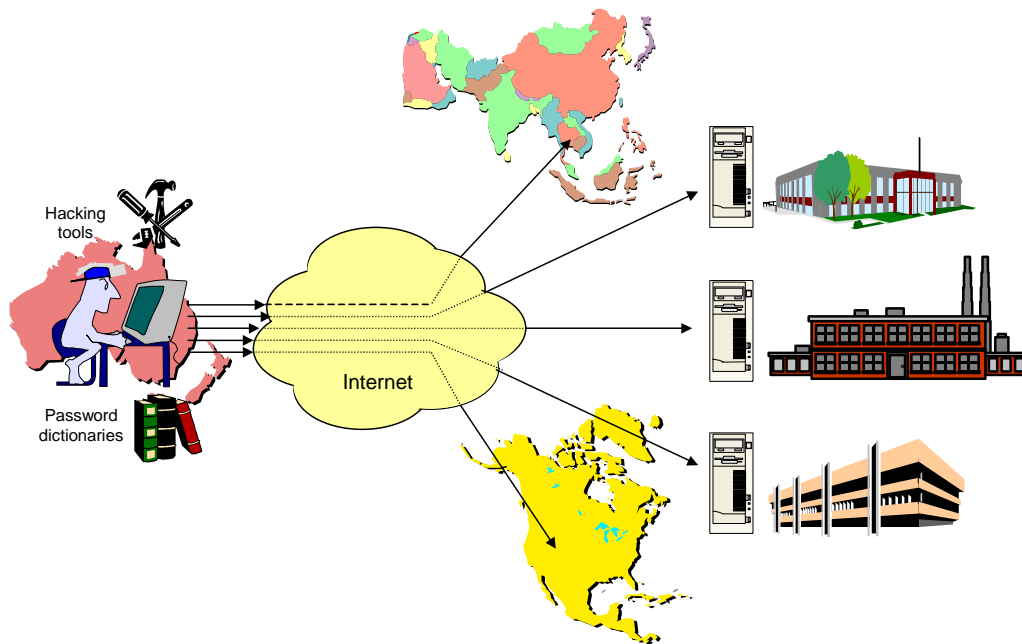 Hacking
tools
Internet
Password
dictionaries